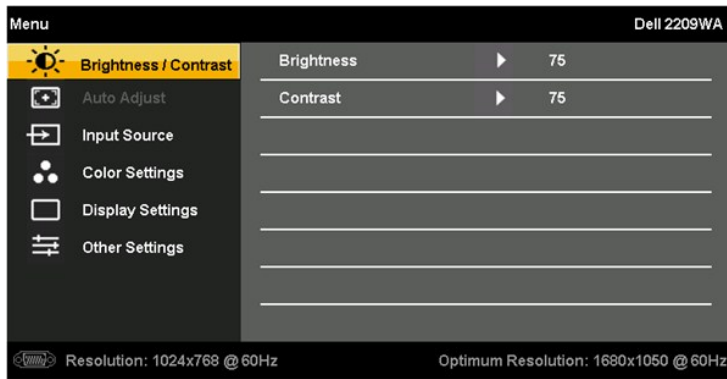 Menu Dell 2209WA
Brightness / Contrast Brightness 75
Auto Adjust Contrast 75
Input Source
Color Settings
Display Settings
Other Settings
Resolution: 1024x768 @ 60Hz Optimum Resolution: 1680x1050 @ 60Hz